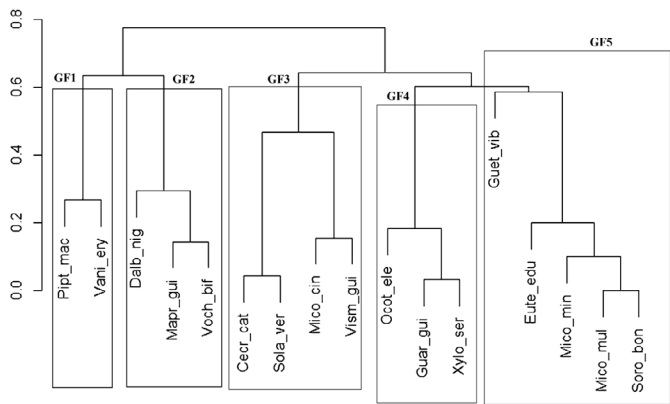 0.8
0.6
0.4
0.2
0.0
GF1
GF2
GF3
GF4
GF5
Pipt_mac
Vani_ery
Dalb_nig
Mapr_gui
Voch_bif
Cecr_cat
Sola_ver
Mico_cin
Vism_gui
Ocot_ele
Guar_gui
Xylo_ser
Guet_vib
Eute_edu
Mico_min
Mico_mul
Soro_bon